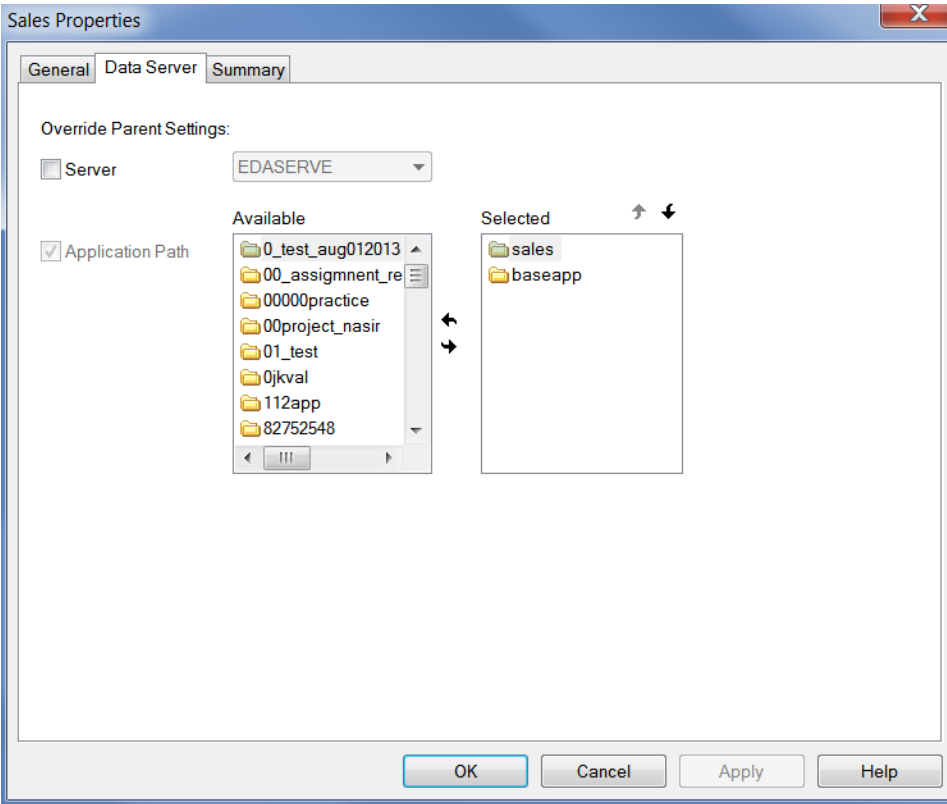 Sales Properties
General Data Server Summary
Override Parent Settings:
Server EDASERVE
Available Selected
Application Path
0_test_aug012013 sales
00_assigmnent_re baseapp
00000practice
00project_nasir
01_test
0jkval
112app
82752548
OK Cancel Apply Help